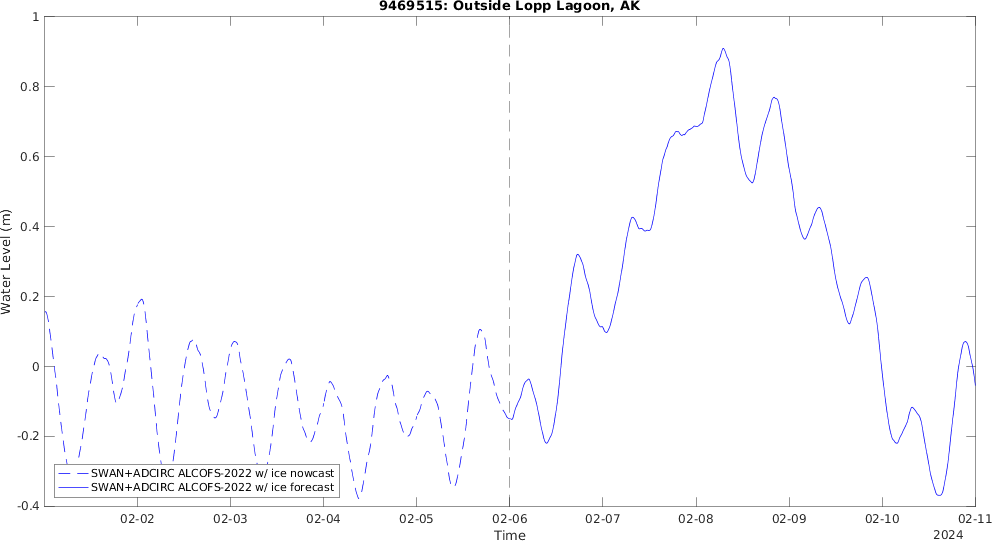 9469515: Outside Lopp Lagoon, AK
Water Level (m)
1
0.8
0.6
0.4
0.2
0
-0.2
-0.4
SWAN+ADCIRC ALCOFS-2022 w/ ice nowcast
SWAN+ADCIRC ALCOFS-2022 w/ ice forecast
02-02 02-03 02-04 02-05 02-06 02-07 02-08 02-09 02-10 02-11
Time
2024